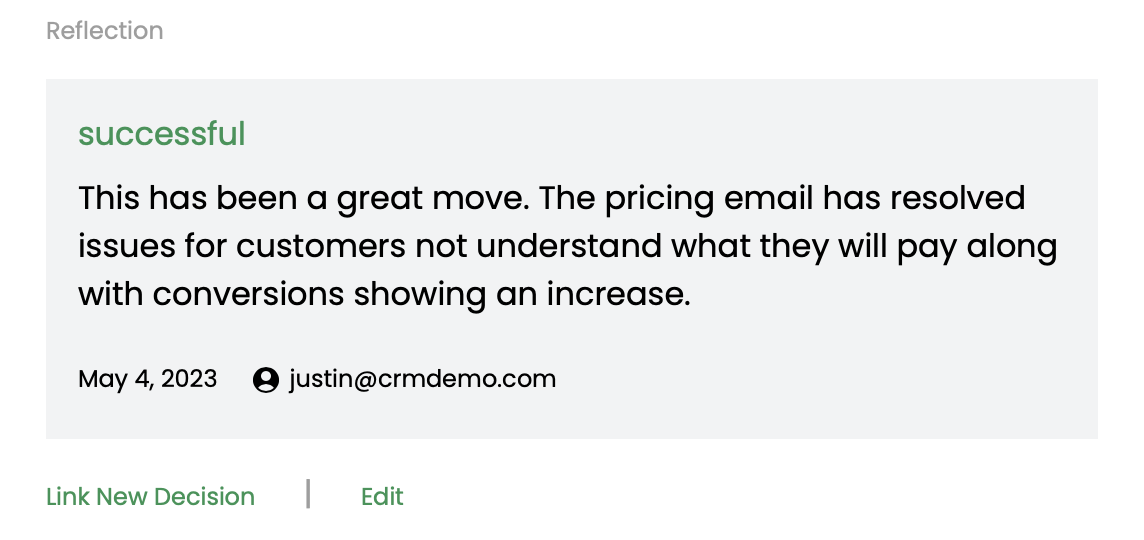 Reflection
successful
This has been a great move. The pricing email has resolved
issues for customers not understand what they will pay along
with conversions showing an increase.
May 4, 2023 justin@crmdemo.com
Link New Decision | Edit